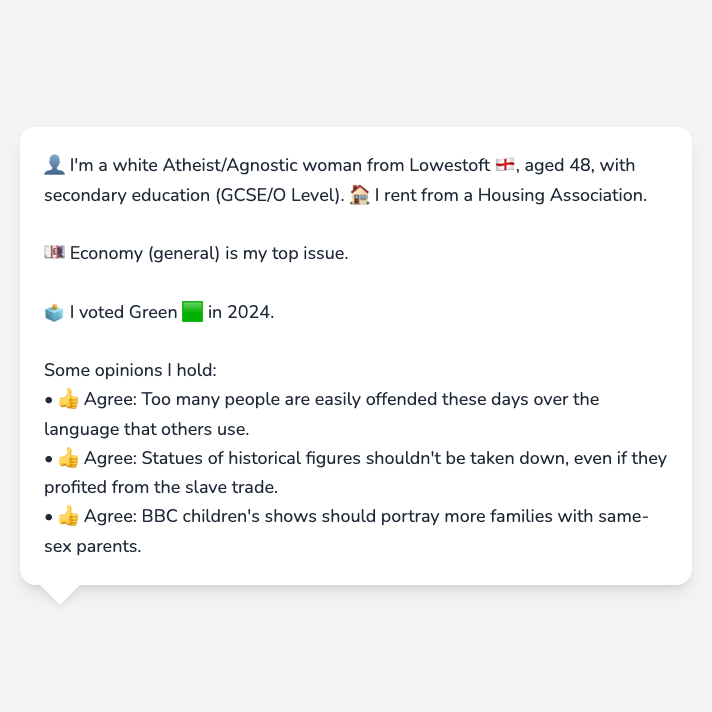 👤 I'm a white Atheist/Agnostic woman from Lowestoft 🏴󠁧󠁢󠁥󠁮󠁧󠁿, aged 48, with
secondary education (GCSE/O Level). 🏠 I rent from a Housing Association.
💷 Economy (general) is my top issue.
🗳️ I voted Green 🟩 in 2024.
Some opinions I hold:
• 👍 Agree: Too many people are easily offended these days over the
language that others use.
• 👍 Agree: Statues of historical figures shouldn't be taken down, even if they
profited from the slave trade.
• 👍 Agree: BBC children's shows should portray more families with same-
sex parents.